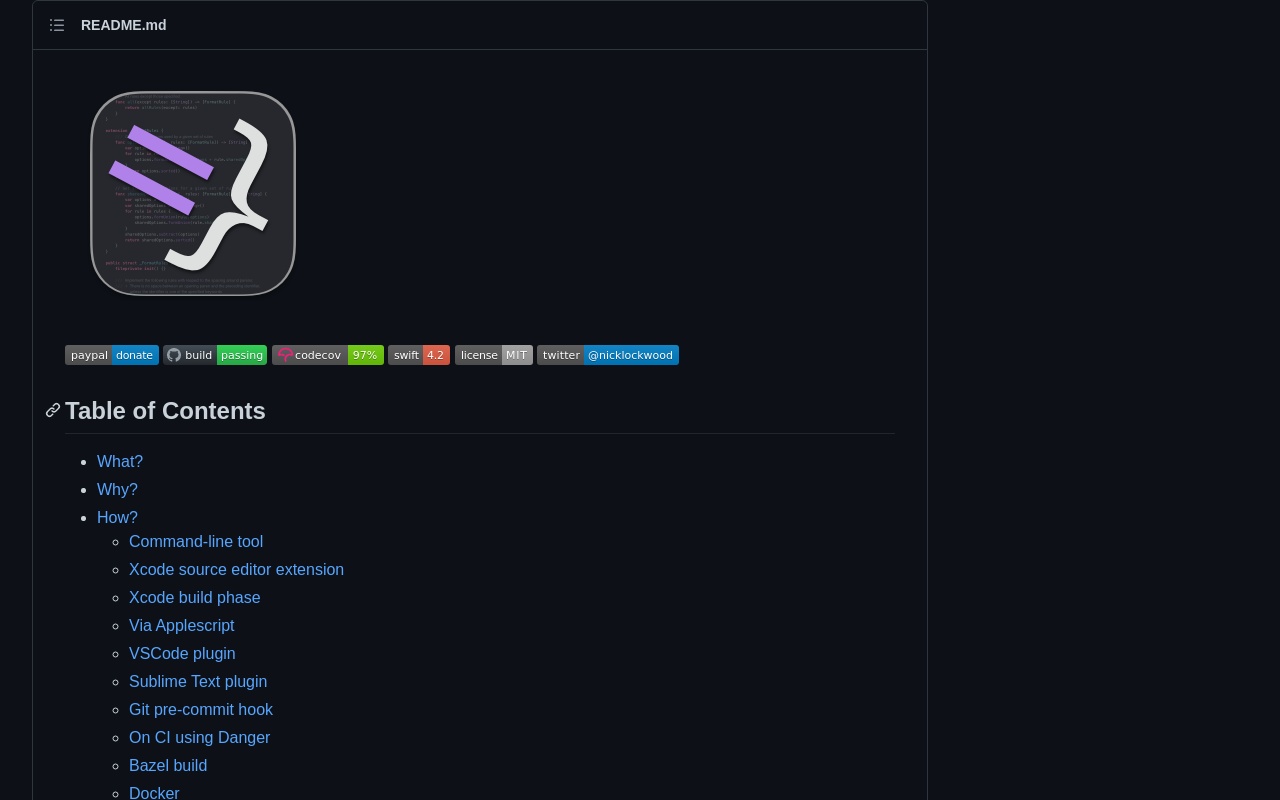 README.md
paypal donate build passing codecov 97% swift 4.2 license MIT twitter @nicklockwood
Table of Contents
What?
Why?
How?
Command-line tool
Xcode source editor extension
Xcode build phase
Via Applescript
VSCode plugin
Sublime Text plugin
Git pre-commit hook
On CI using Danger
Bazel build
Docker